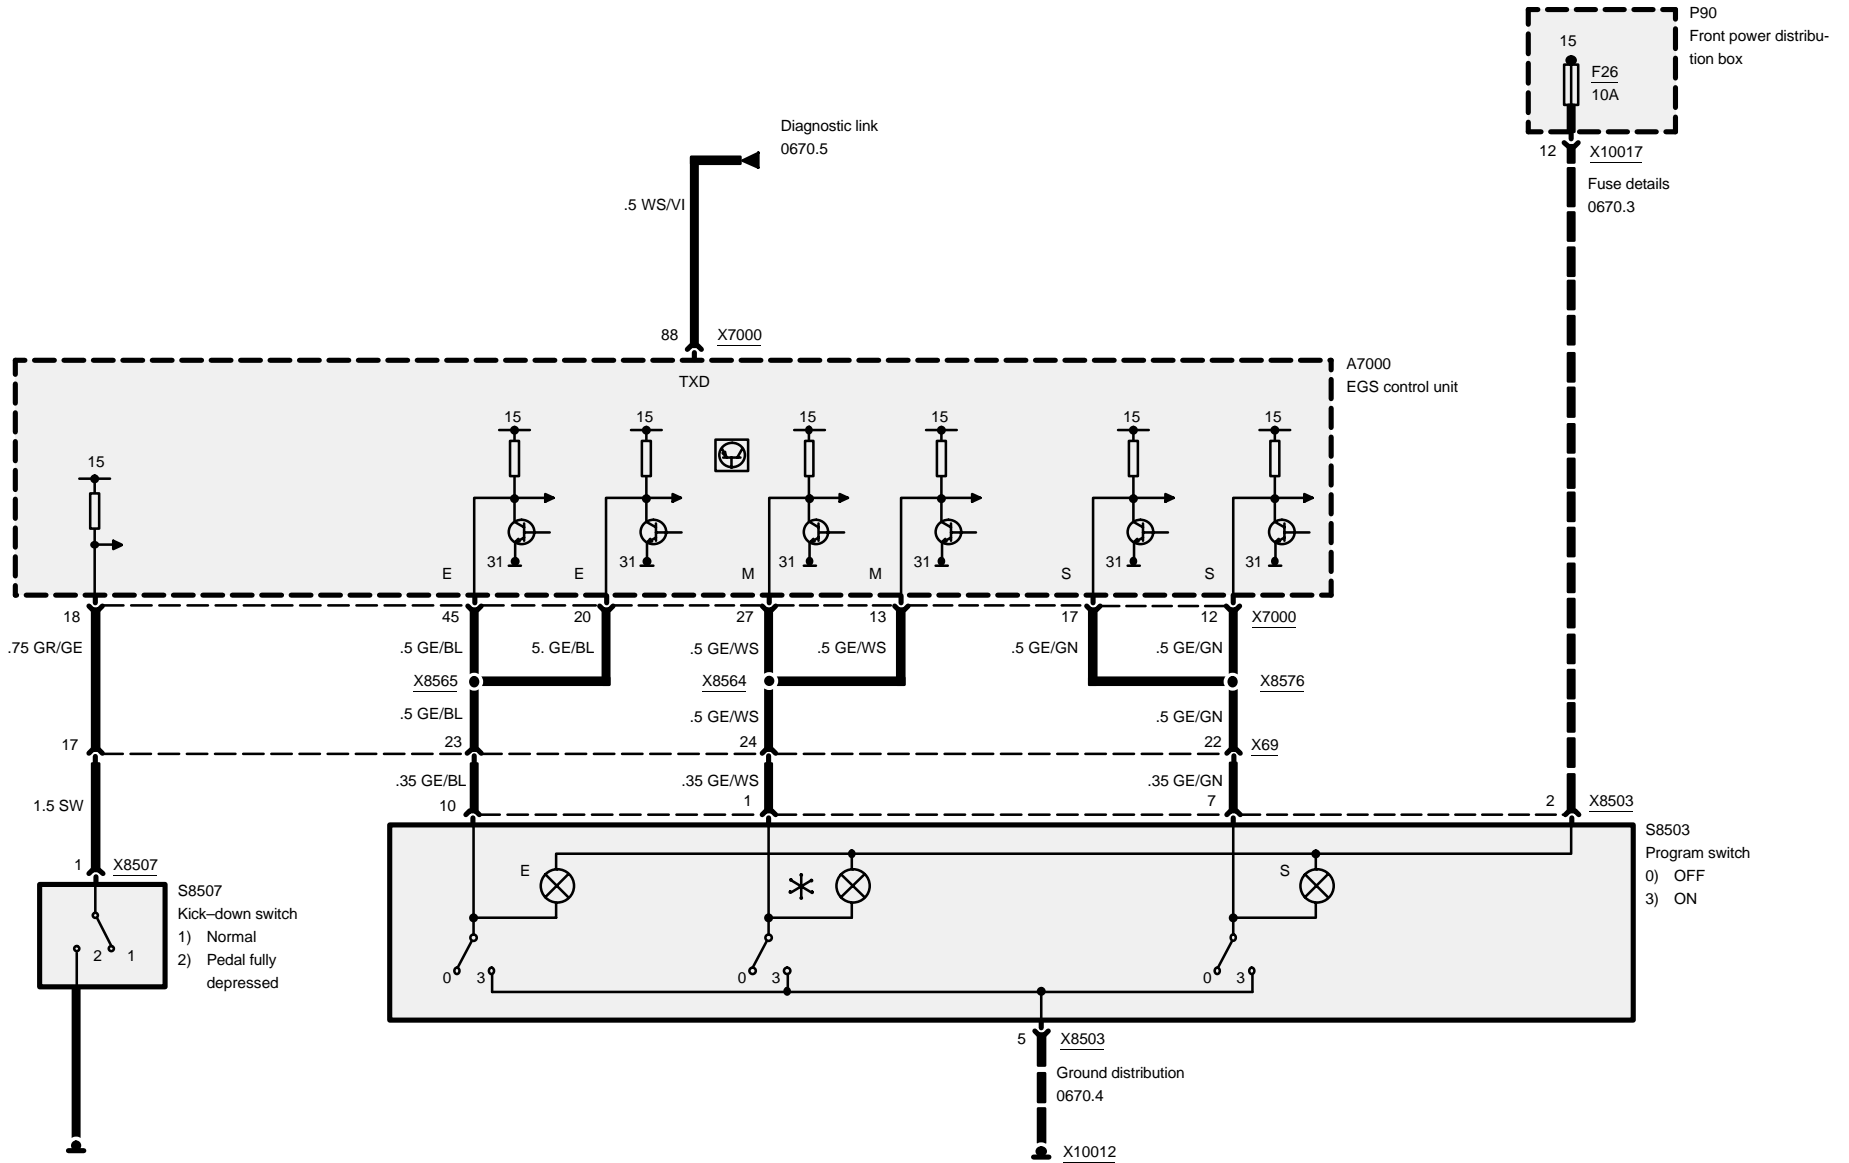 P90
Front power distribu-
tion box
15
F26
10A
12
X10017
Fuse details
0670.3
Diagnostic link
0670.5
.5 WS/VI
88
X7000
TXD
A7000
EGS control unit
15
15
15
15
15
15
15
31
31
31
31
31
31
E
E
M
M
S
S
18
45
20
27
13
17
12
X7000
.75 GR/GE
.5 GE/BL
5. GE/BL
.5 GE/WS
.5 GE/WS
.5 GE/GN
.5 GE/GN
X8565
X8564
X8576
.5 GE/BL
.5 GE/WS
.5 GE/GN
17
23
24
22
X69
.35 GE/BL
.35 GE/WS
.35 GE/GN
1.5 SW
10
1
7
2
X8503
S8503
Program switch
0) OFF
3) ON
1
X8507
S8507
Kick–down switch
1) Normal
2) Pedal fully
depressed
2
1
E
S
0
3
0
3
0
3
5
X8503
Ground distribution
0670.4
X10012